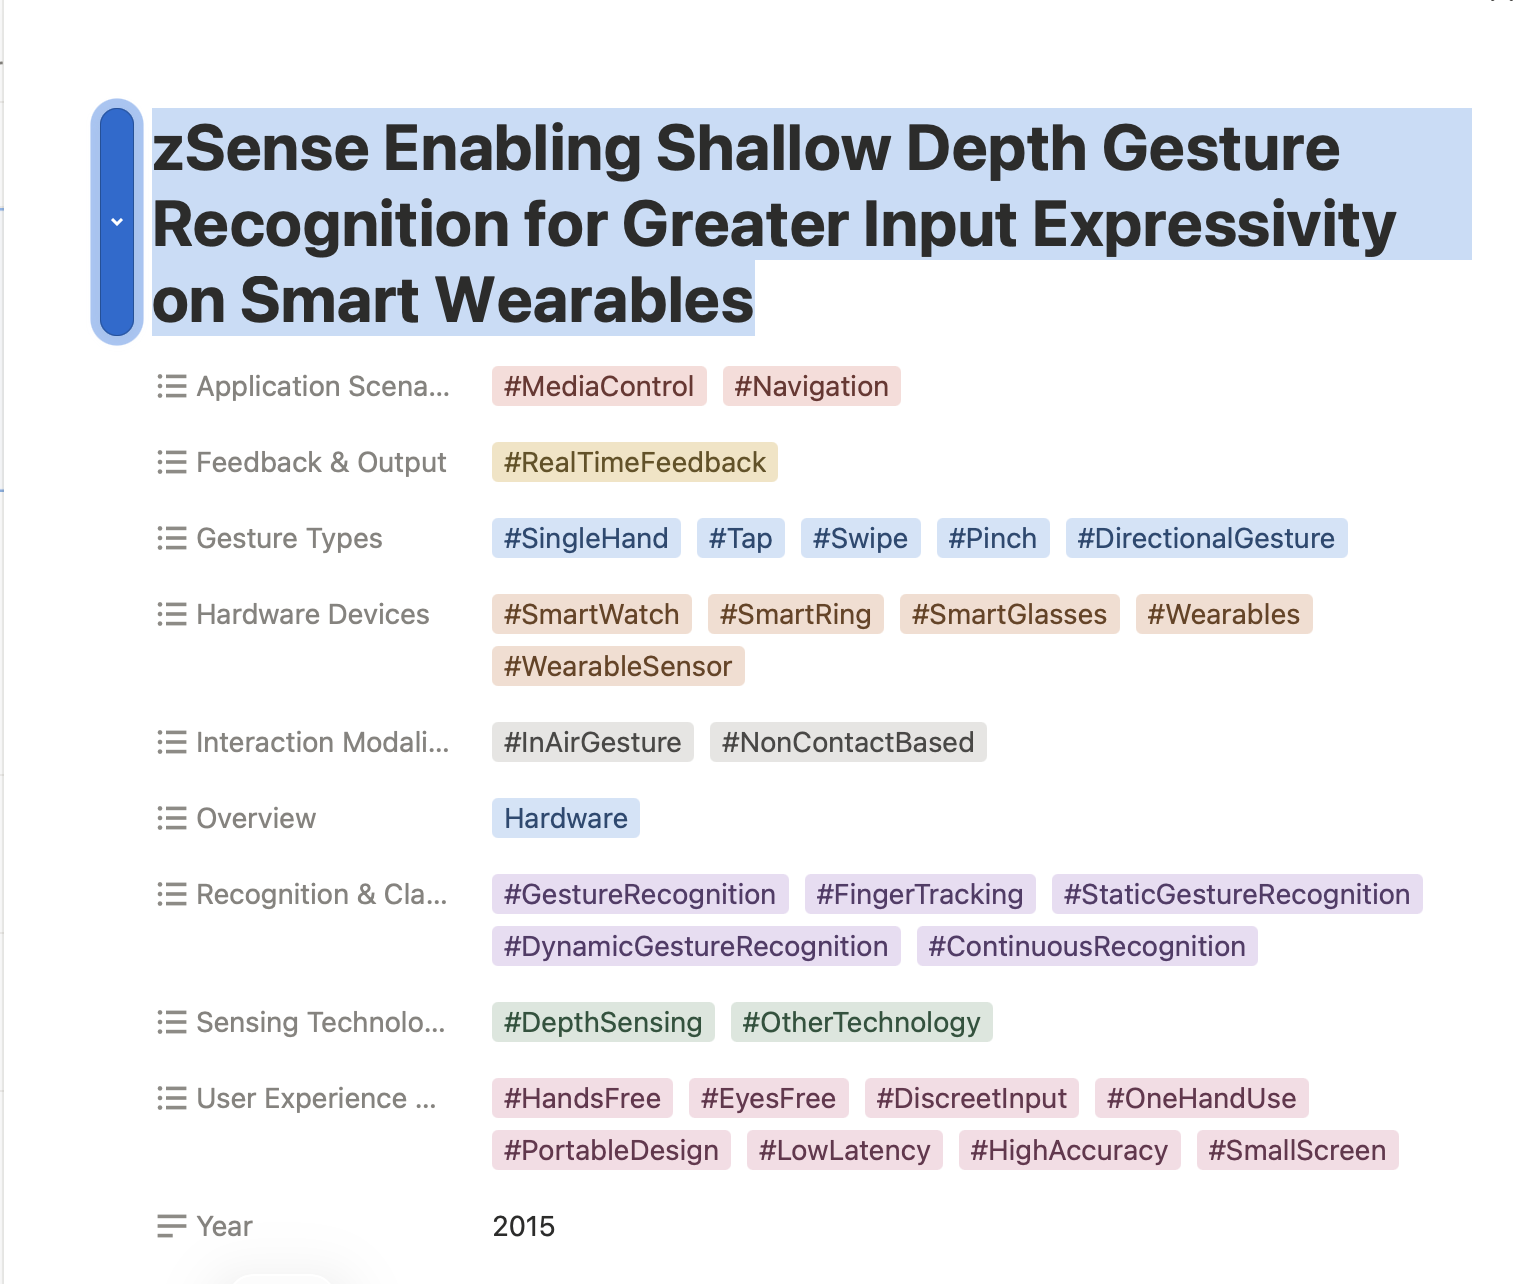 zSense Enabling Shallow Depth Gesture
Recognition for Greater Input Expressivity
on Smart Wearables
Application Scena... #MediaControl #Navigation
Feedback & Output #RealTimeFeedback
Gesture Types #SingleHand #Tap #Swipe #Pinch #DirectionalGesture
Hardware Devices #SmartWatch #SmartRing #SmartGlasses #Wearables
#WearableSensor
Interaction Modali... #InAirGesture #NonContactBased
Overview Hardware
Recognition & Cla... #GestureRecognition #FingerTracking #StaticGestureRecognition
#DynamicGestureRecognition #ContinuousRecognition
Sensing Technolo... #DepthSensing #OtherTechnology
User Experience ... #HandsFree #EyesFree #DiscreetInput #OneHandUse
#PortableDesign #LowLatency #HighAccuracy #SmallScreen
Year 2015